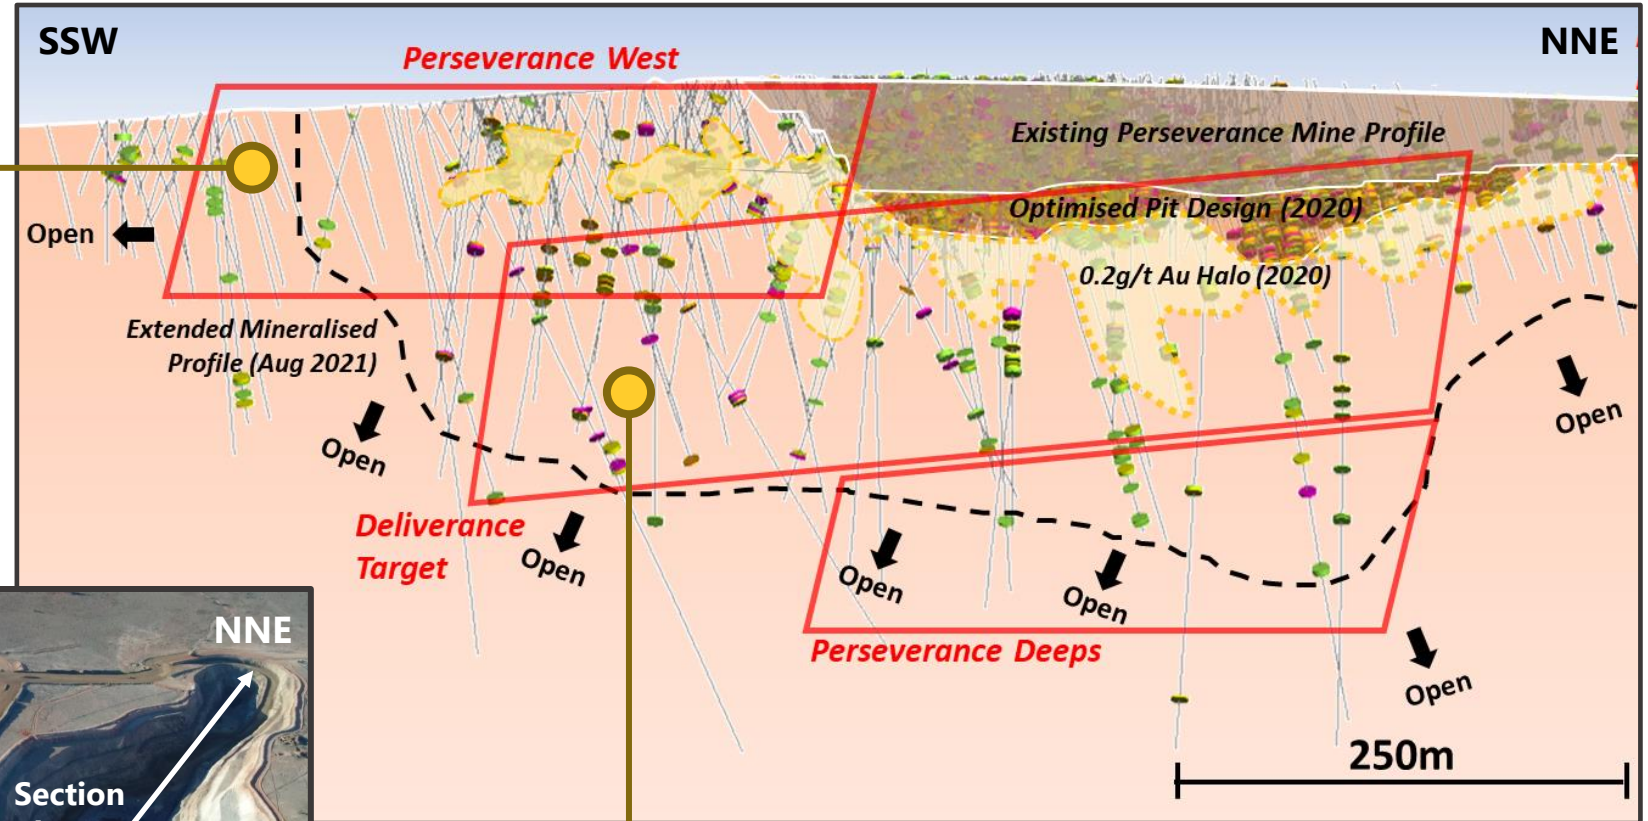 SSW
NNE
Perseverance West
Existing Perseverance Mine Profile
Optimised Pit Design (2020)
Open
0.2g/t Au Halo (2020)
Extended Mineralised
Profile (Aug 2021)
Open
Open
Deliverance
Target
Open
Open
Open
Perseverance Deeps
Open
250m
NNE
Section